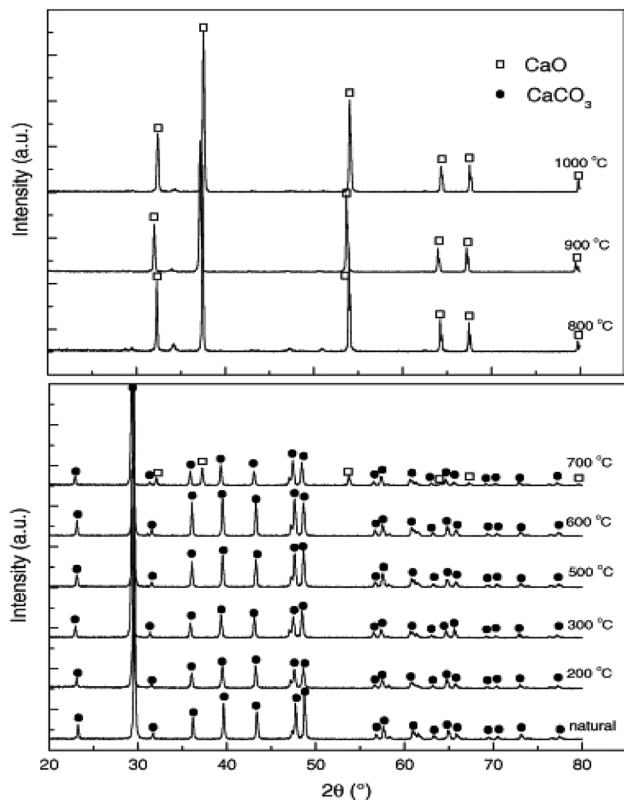 Intensity (a.u.)
□ CaO
● CaCO₃
1000 °C
900 °C
800 °C
Intensity (a.u.)
700 °C
600 °C
500 °C
300 °C
200 °C
natural
20 30 40 50 60 70 80
2θ (°)